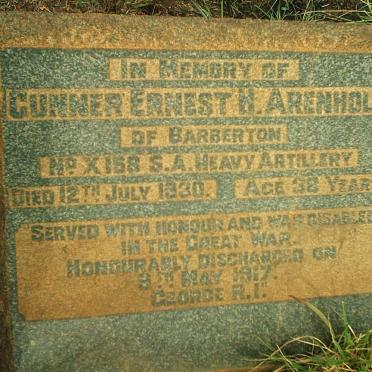 IN MEMORY OF
GUNNER ERNEST H. ARENHOL
OF BARBERTON
NO X158 S.A. HEAVY ARTILLERY
DIED 12TH JULY 1930. AGE 38 YEAR
SERVED WITH HONOUR AND WAS DISABLED
IN THE GREAT WAR.
HONOURABLY DISCHARGED ON
9TH MAY 1917
GEORGE R.I.